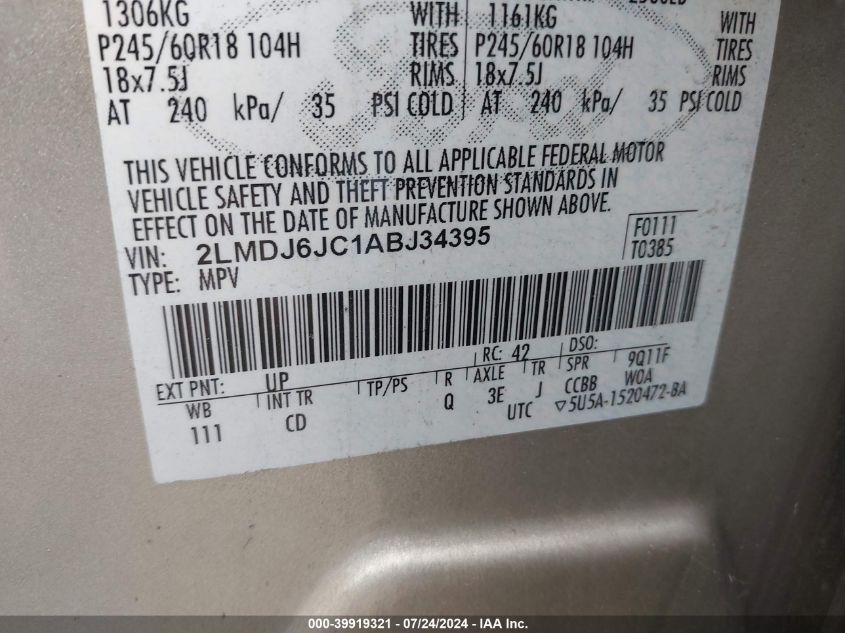 1306KG WITH 1161KG WITH
P245/60R18 104H TIRES P245/60R18 104H TIRES
18x7.5J RIMS 18x7.5J RIMS
AT 240 kPa/ 35 PSI COLD AT 240 kPa/ 35 PSI COLD
THIS VEHICLE CONFORMS TO ALL APPLICABLE FEDERAL MOTOR
VEHICLE SAFETY AND THEFT PREVENTION STANDARDS IN
EFFECT ON THE DATE OF MANUFACTURE SHOWN ABOVE.
VIN: 2LMDJ6JC1ABJ34395 F0111
TYPE: MPV T0385
EXT PNT: UP RC: 42 DSO:
WB INT TR TP/PS R AXLE TR SPR 9Q11F
111 CD Q 3E J CCBB WOA
UTC ▽5U5A-1520472-BA
000-39919321 / 07/24/2024 / IAA, Inc.